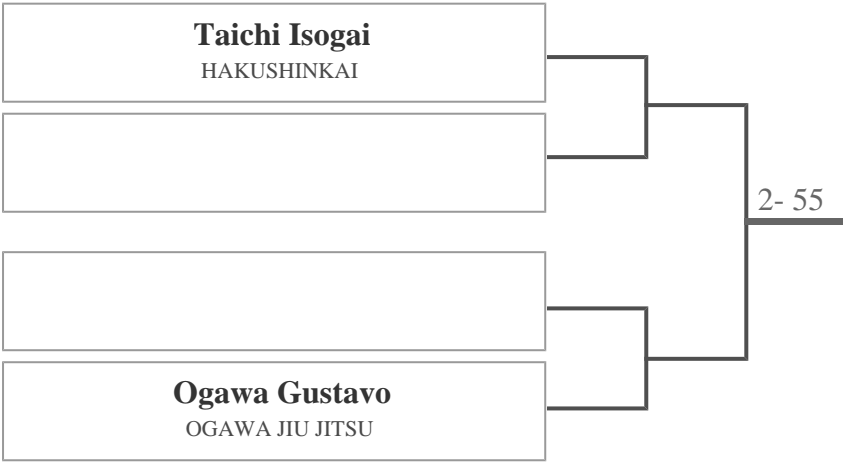 Taichi Isogai
HAKUSHINKAI
2- 55
Ogawa Gustavo
OGAWA JIU JITSU